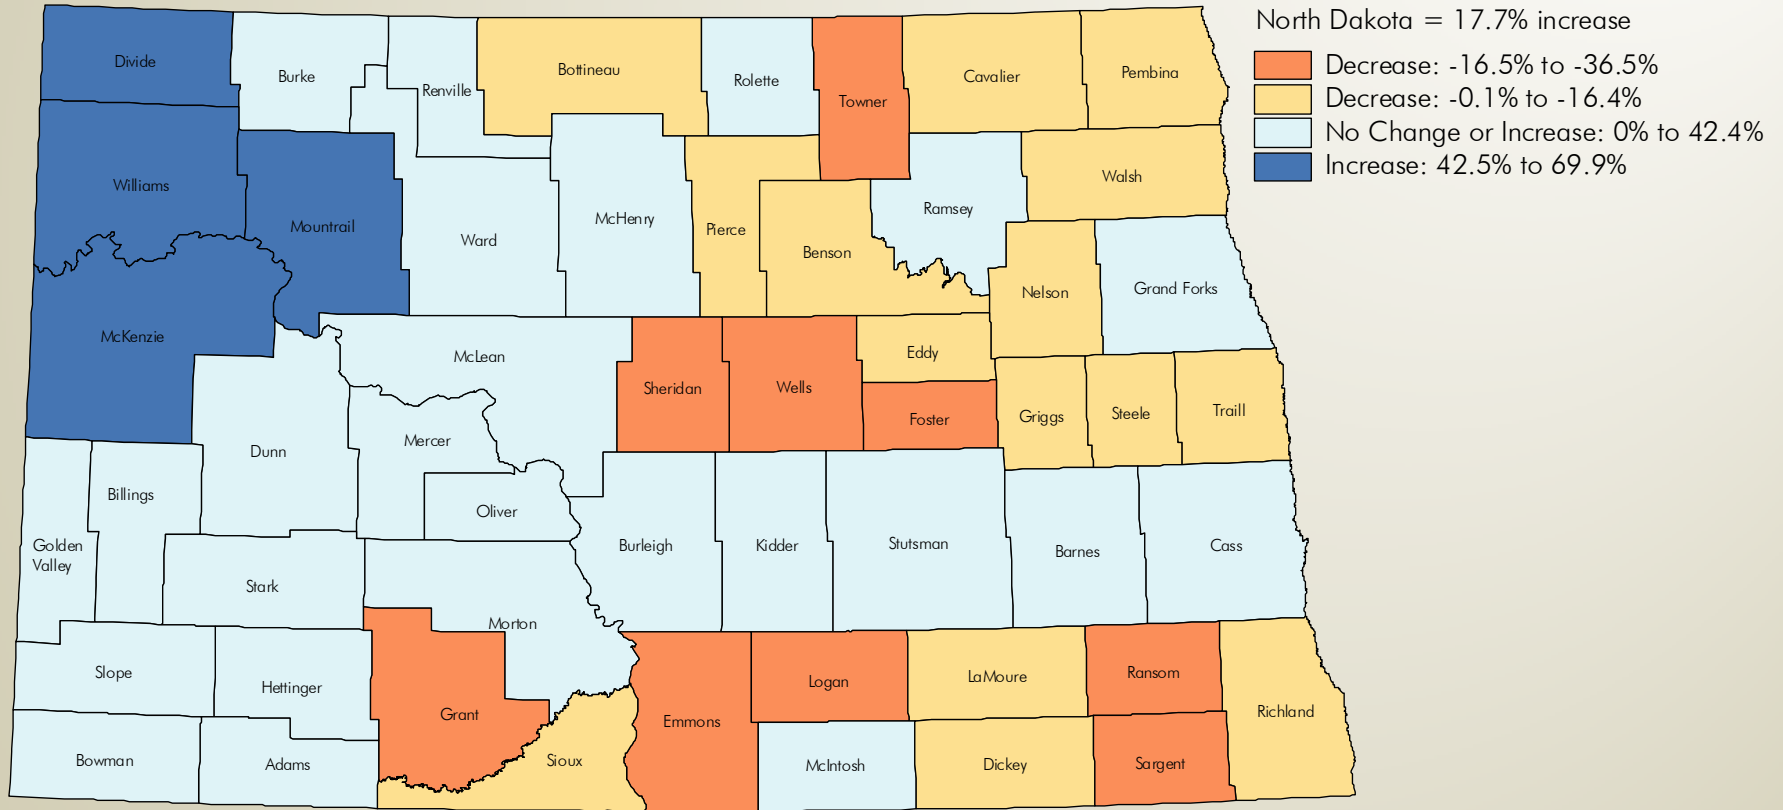 North Dakota = 17.7% increase
Decrease: -16.5% to -36.5%
Decrease: -0.1% to -16.4%
No Change or Increase: 0% to 42.4%
Increase: 42.5% to 69.9%
Divide
Burke
Renville
Bottineau
Rolette
Towner
Cavalier
Pembina
Williams
Mountrail
Ward
McHenry
Pierce
Benson
Ramsey
Walsh
Nelson
Grand Forks
McKenzie
McLean
Sheridan
Wells
Eddy
Foster
Griggs
Steele
Traill
Dunn
Mercer
Oliver
Billings
Golden
Valley
Stark
Morton
Burleigh
Kidder
Stutsman
Barnes
Cass
Slope
Hettinger
Grant
Emmons
Logan
LaMoure
Ransom
Richland
Bowman
Adams
Sioux
McIntosh
Dickey
Sargent